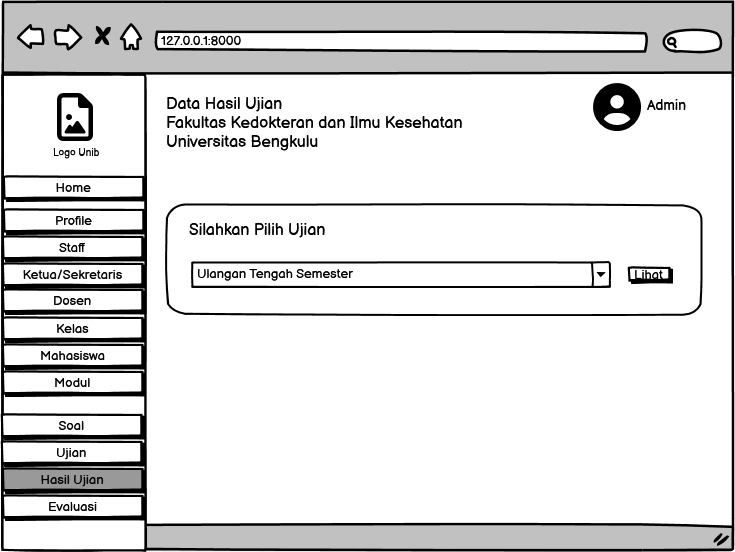 127.0.0.1:8000
Logo Unib
Home
Profile
Staff
Ketua/Sekretaris
Dosen
Kelas
Mahasiswa
Modul
Soal
Ujian
Hasil Ujian
Evaluasi
Data Hasil Ujian
Fakultas Kedokteran dan Ilmu Kesehatan
Universitas Bengkulu
Admin
Silahkan Pilih Ujian
Ulangan Tengah Semester
Lihat